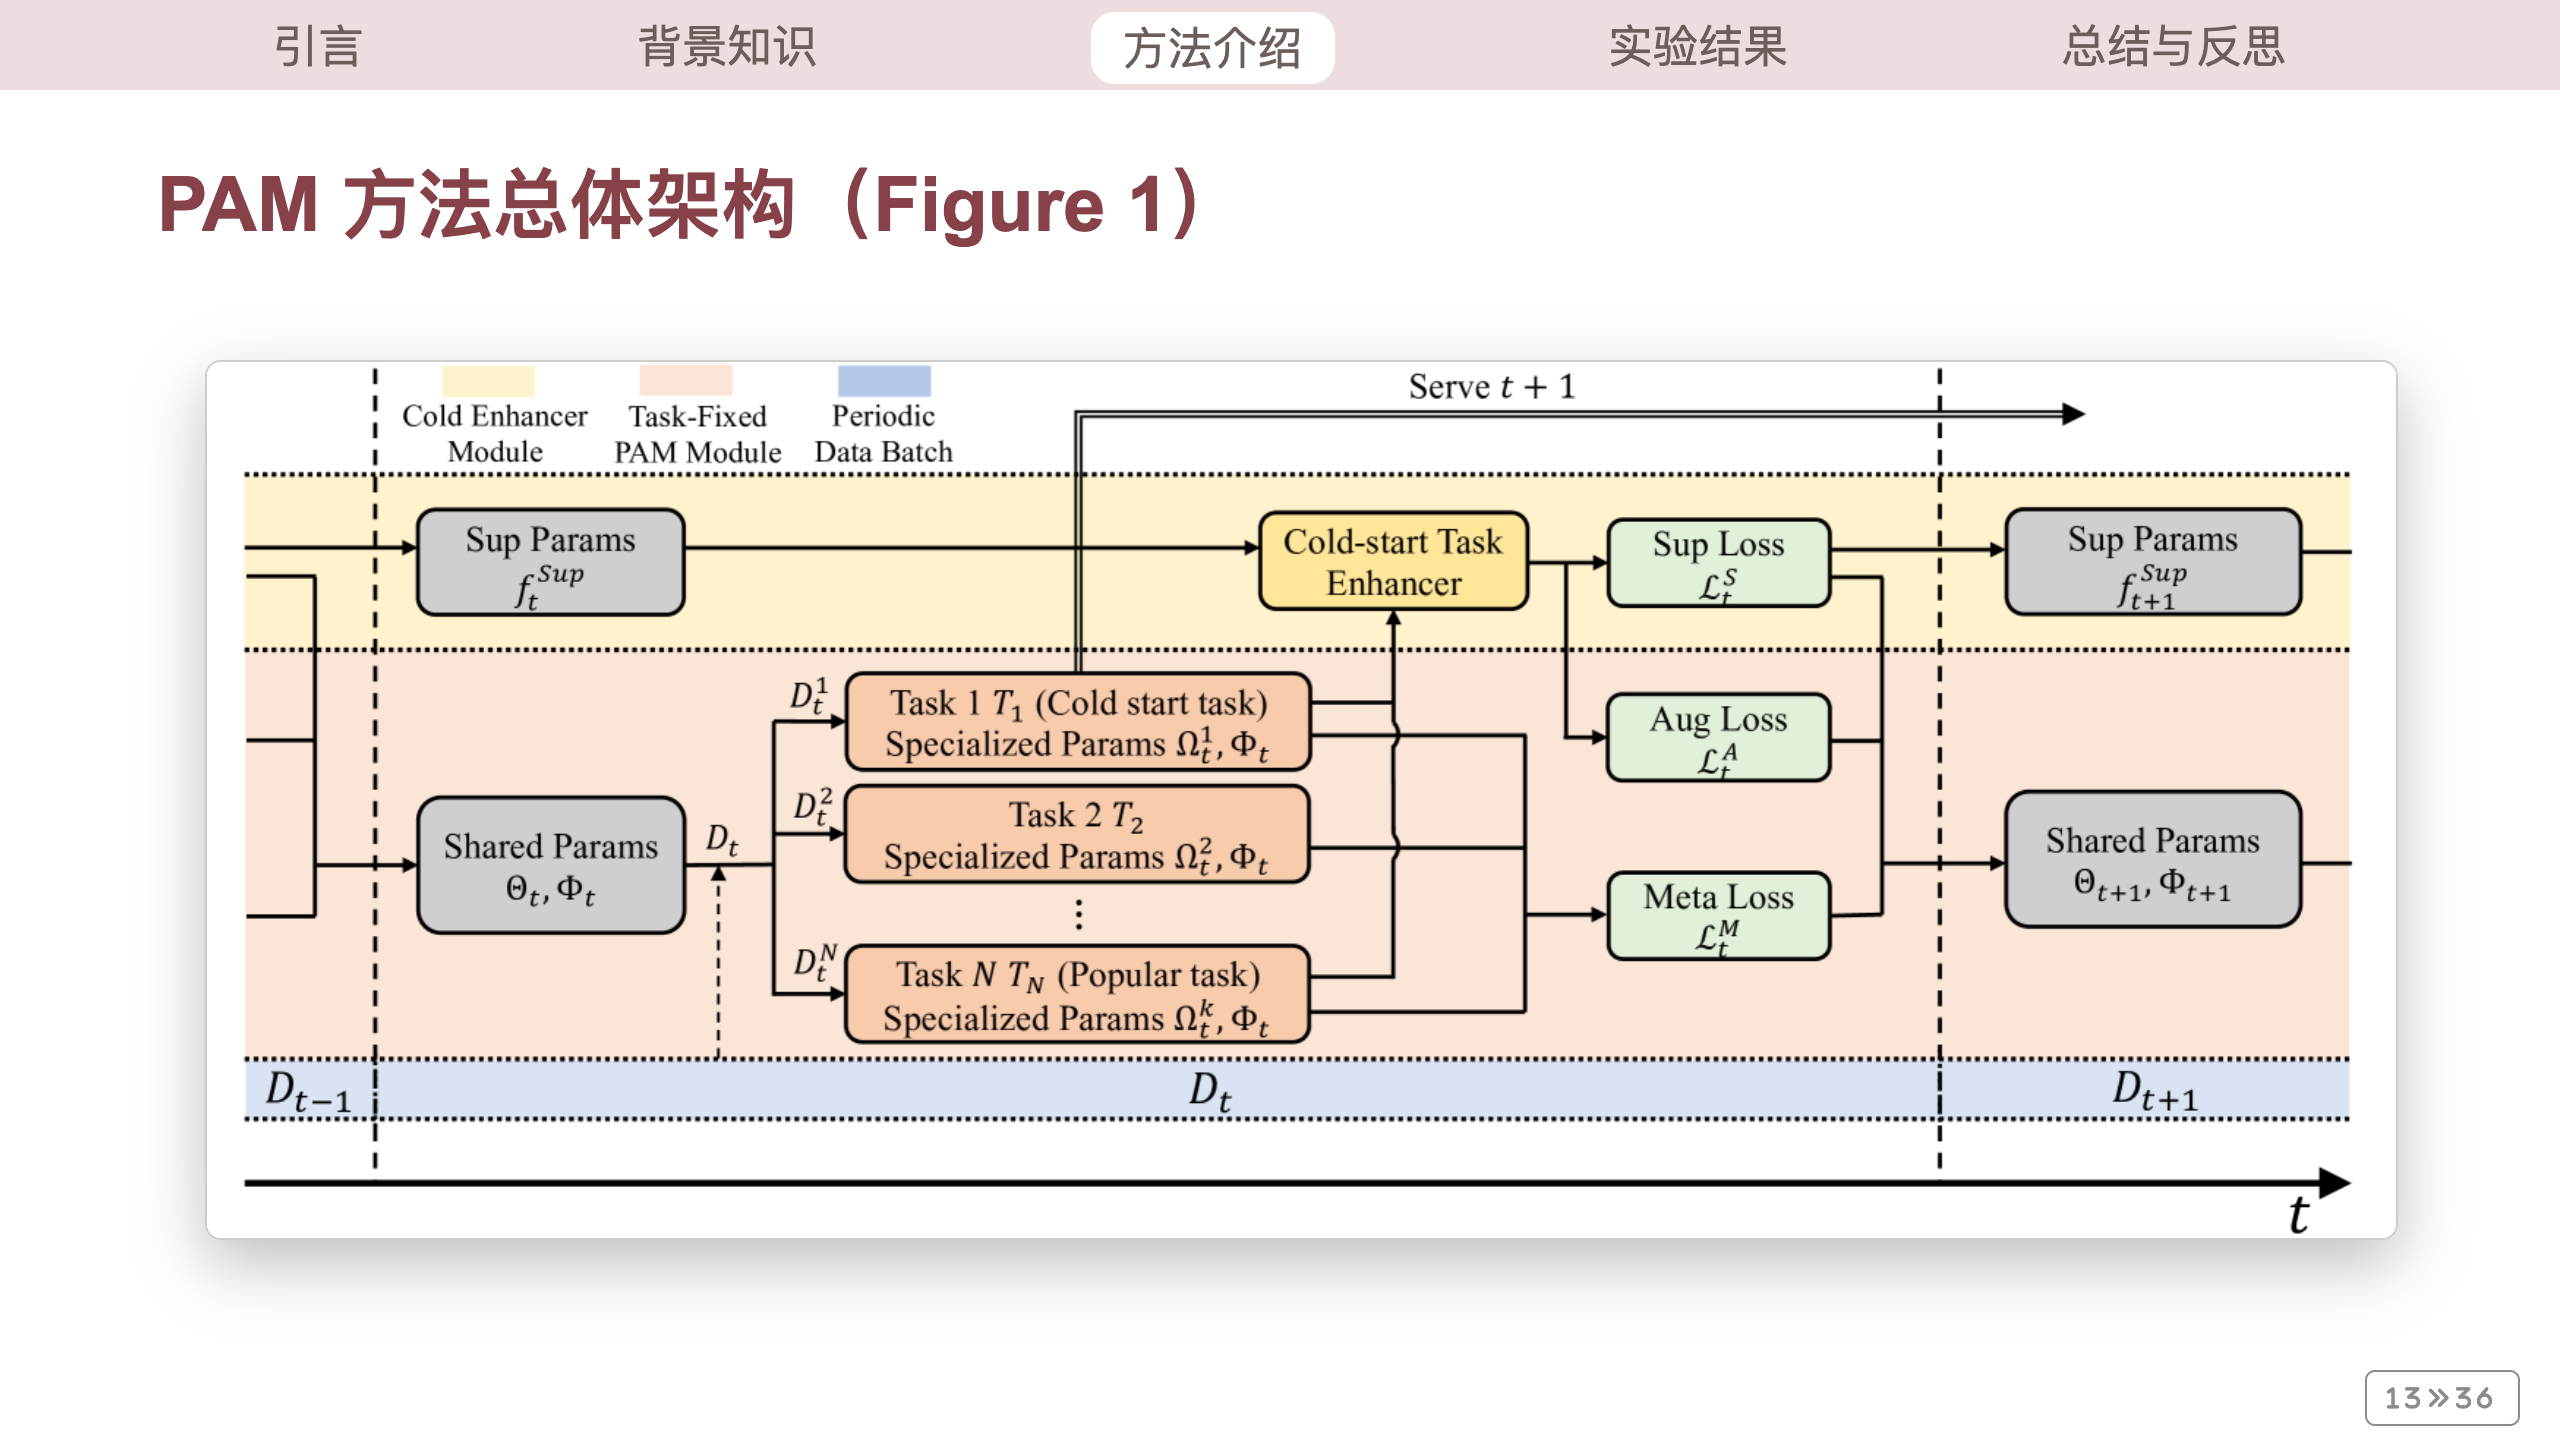 引言 背景知识 方法介绍 实验结果 总结与反思
PAM 方法总体架构（Figure 1）
Cold Enhancer
Module
Task-Fixed
PAM Module
Periodic
Data Batch
Serve t + 1
Sup Params
f_t^{Sup}
Cold-start Task
Enhancer
Sup Loss
ℒ_t^S
Sup Params
f_{t+1}^{Sup}
D_t^1
Task 1 T_1 (Cold start task)
Specialized Params Ω_t^1, Φ_t
Aug Loss
ℒ_t^A
D_t^2
Task 2 T_2
Specialized Params Ω_t^2, Φ_t
Shared Params
Θ_t, Φ_t
D_t
⋮
Meta Loss
ℒ_t^M
Shared Params
Θ_{t+1}, Φ_{t+1}
D_t^N
Task N T_N (Popular task)
Specialized Params Ω_t^k, Φ_t
D_{t−1}
D_t
D_{t+1}
t
13»36